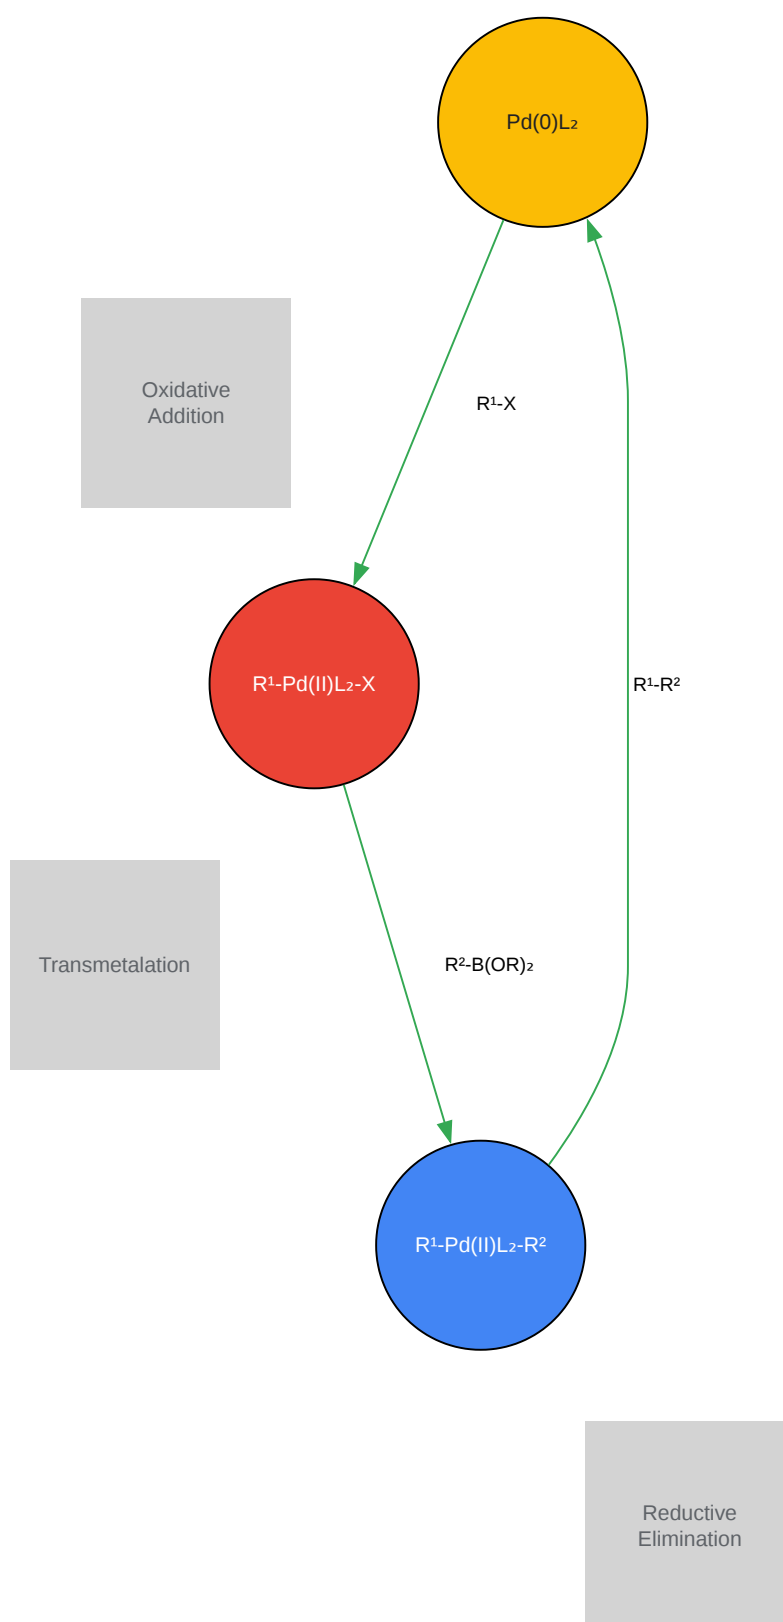 Pd(0)L₂
Oxidative
Addition
R¹-X
R¹-Pd(II)L₂-X
R¹-R²
Transmetalation
R²-B(OR)₂
R¹-Pd(II)L₂-R²
Reductive
Elimination